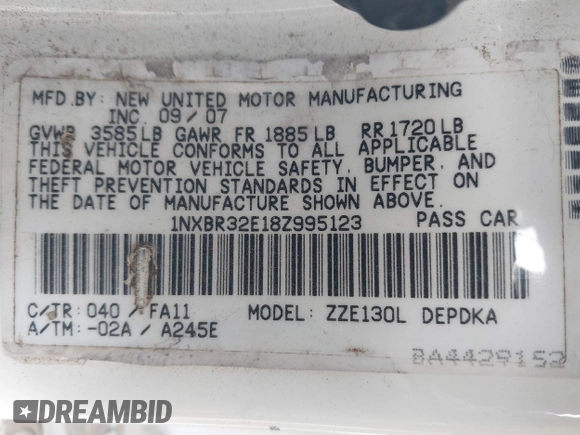 MFD.BY: NEW UNITED MOTOR MANUFACTURING
INC. 09/07
GVWR 3585LB GAWR FR 1885LB RR1720LB
THIS VEHICLE CONFORMS TO ALL APPLICABLE
FEDERAL MOTOR VEHICLE SAFETY, BUMPER, AND
THEFT PREVENTION STANDARDS IN EFFECT ON
THE DATE OF MANUFACTURE SHOWN ABOVE.
1NXBR32E18Z995123 PASS CAR
C/TR: 040 / FA11 MODEL: ZZE130L DEPDKA
A/TM: -02A / A245E
BA4429152
DREAMBID